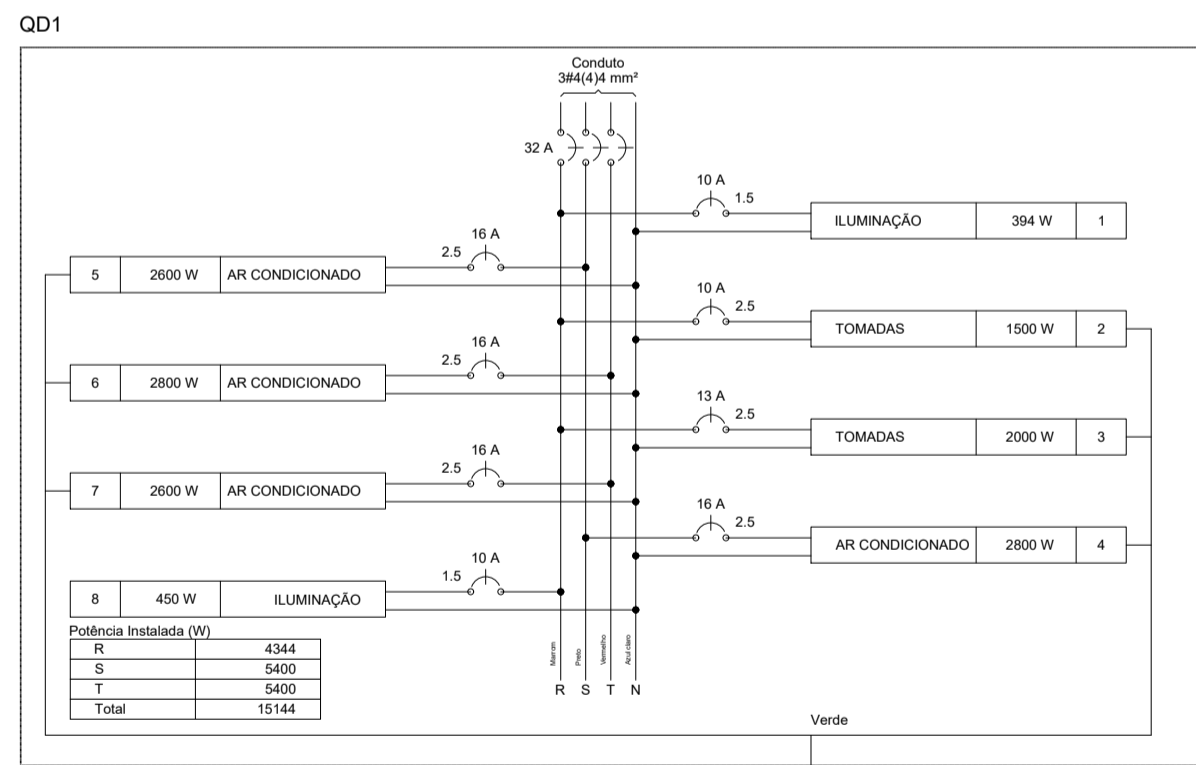 QD1
Conduto
3#4(4)4 mm²
32 A
10 A
1.5
ILUMINAÇÃO 394 W 1
16 A
2.5
5 2600 W AR CONDICIONADO
10 A
2.5
TOMADAS 1500 W 2
16 A
2.5
6 2800 W AR CONDICIONADO
13 A
2.5
TOMADAS 2000 W 3
16 A
2.5
7 2600 W AR CONDICIONADO
16 A
2.5
AR CONDICIONADO 2800 W 4
10 A
1.5
8 450 W ILUMINAÇÃO
Potência Instalada (W)
R 4344
S 5400
T 5400
Total 15144
Marrom
Preto
Vermelho
Azul claro
R S T N
Verde